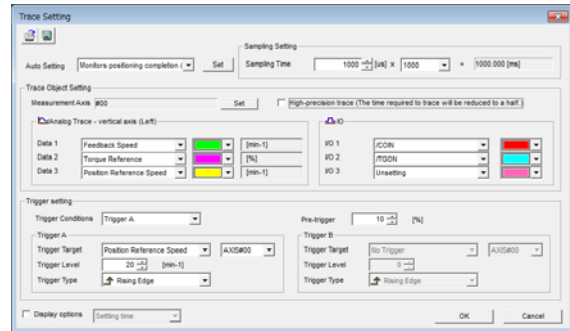 Trace Setting
Sampling Setting
Auto Setting Monitors positioning completion ( Set Sampling Time 1000 [us] X 1000 = 1000.000 [ms]
Trace Object Setting
Measurement Axis #00 Set High-precision trace (The time required to trace will be reduced to a half.)
Analog Trace - vertical axis (Left) I/O
Data 1 Feedback Speed [min-1] I/O 1 /COIN
Data 2 Torque Reference [%] I/O 2 /TGON
Data 3 Position Reference Speed [min-1] I/O 3 Unsetting
Trigger setting
Trigger Conditions Trigger A Pre-trigger 10 [%]
Trigger A Trigger B
Trigger Target Position Reference Speed AXIS#00 Trigger Target No Trigger AXIS#00
Trigger Level 20 [min-1] Trigger Level 0
Trigger Type Rising Edge Trigger Type Rising Edge
Display options Setting time OK Cancel